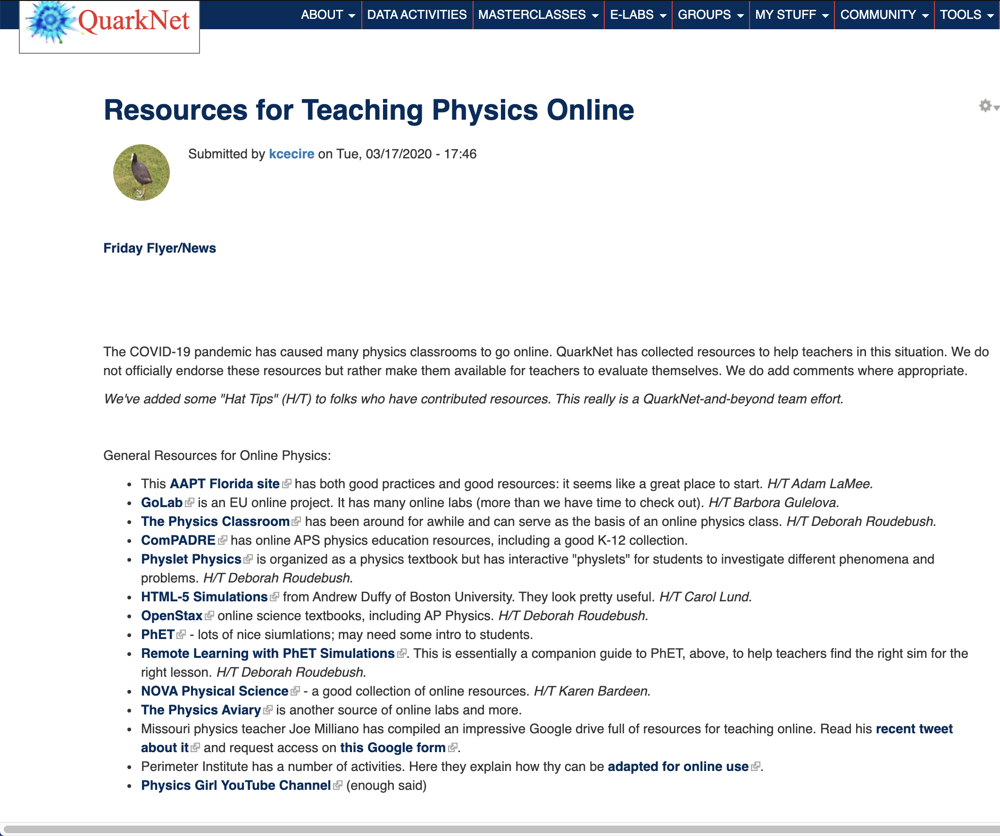 QuarkNet
ABOUT
DATA ACTIVITIES
MASTERCLASSES
E-LABS
GROUPS
MY STUFF
COMMUNITY
TOOLS
Resources for Teaching Physics Online
Submitted by kcecire on Tue, 03/17/2020 - 17:46
Friday Flyer/News
The COVID-19 pandemic has caused many physics classrooms to go online. QuarkNet has collected resources to help teachers in this situation. We do
not officially endorse these resources but rather make them available for teachers to evaluate themselves. We do add comments where appropriate.
We've added some "Hat Tips" (H/T) to folks who have contributed resources. This really is a QuarkNet-and-beyond team effort.
General Resources for Online Physics:
• This AAPT Florida site has both good practices and good resources: it seems like a great place to start. H/T Adam LaMee.
• GoLab is an EU online project. It has many online labs (more than we have time to check out). H/T Barbora Gulelova.
• The Physics Classroom has been around for awhile and can serve as the basis of an online physics class. H/T Deborah Roudebush.
• ComPADRE has online APS physics education resources, including a good K-12 collection.
• Physlet Physics is organized as a physics textbook but has interactive "physlets" for students to investigate different phenomena and
problems. H/T Deborah Roudebush.
• HTML-5 Simulations from Andrew Duffy of Boston University. They look pretty useful. H/T Carol Lund.
• OpenStax online science textbooks, including AP Physics. H/T Deborah Roudebush.
• PhET - lots of nice siumlations; may need some intro to students.
• Remote Learning with PhET Simulations. This is essentially a companion guide to PhET, above, to help teachers find the right sim for the
right lesson. H/T Deborah Roudebush.
• NOVA Physical Science - a good collection of online resources. H/T Karen Bardeen.
• The Physics Aviary is another source of online labs and more.
• Missouri physics teacher Joe Milliano has compiled an impressive Google drive full of resources for teaching online. Read his recent tweet
about it and request access on this Google form.
• Perimeter Institute has a number of activities. Here they explain how thy can be adapted for online use.
• Physics Girl YouTube Channel (enough said)